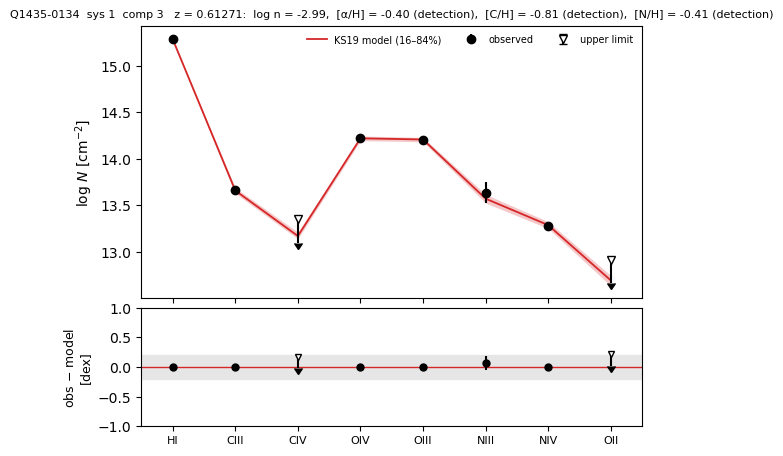 Q1435-0134  sys 1  comp 3   z = 0.61271:  log n = -2.99,  [α/H] = -0.40 (detection),  [C/H] = -0.81 (detection),  [N/H] = -0.41 (detection)
KS19 model (16–84%)
observed
upper limit
log N [cm⁻²]
15.0
14.5
14.0
13.5
13.0
obs − model
[dex]
1.0
0.5
0.0
−0.5
−1.0
HI CIII CIV OIV OIII NIII NIV OII